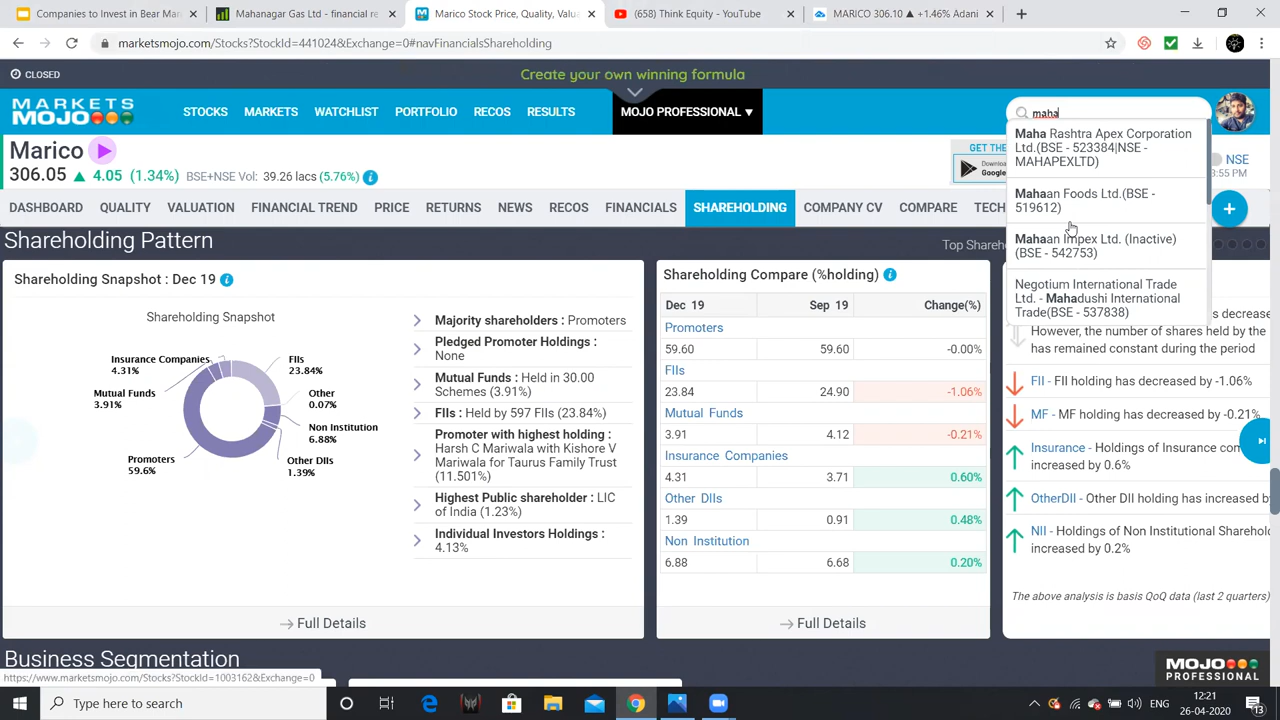 Companies to Invest in Bear Mar
Mahanagar Gas Ltd - financial re
Marico Stock Price, Quality, Valu
(658) Think Equity - YouTube
MARICO 306.10 ▲ +1.46% Adani
marketsmojo.com/Stocks?StockId=441024&Exchange=0#navFinancialsShareholding
CLOSED
Create your own winning formula
MARKETS
MOJO
STOCKS
MARKETS
WATCHLIST
PORTFOLIO
RECOS
RESULTS
MOJO PROFESSIONAL ▼
maha
Maha Rashtra Apex Corporation
Ltd.(BSE - 523384|NSE -
MAHAPEXLTD)
Mahaan Foods Ltd.(BSE -
519612)
Mahaan Impex Ltd. (Inactive)
(BSE - 542753)
Negotium International Trade
Ltd. - Mahadushi International
Trade(BSE - 537838)
Marico
306.05 ▲ 4.05 (1.34%) BSE+NSE Vol: 39.26 lacs (5.76%)
GET THE
Google
NSE
3:55 PM
DASHBOARD
QUALITY
VALUATION
FINANCIAL TREND
PRICE
RETURNS
NEWS
RECOS
FINANCIALS
SHAREHOLDING
COMPANY CV
COMPARE
TECH
Shareholding Pattern
Top Shareh
Shareholding Snapshot : Dec 19
Shareholding Snapshot
Insurance Companies
4.31%
Mutual Funds
3.91%
Promoters
59.6%
FIIs
23.84%
Other
0.07%
Non Institution
6.88%
Other DIIs
1.39%
Majority shareholders : Promoters
Pledged Promoter Holdings :
None
Mutual Funds : Held in 30.00
Schemes (3.91%)
FIIs : Held by 597 FIIs (23.84%)
Promoter with highest holding :
Harsh C Mariwala with Kishore V
Mariwala for Taurus Family Trust
(11.501%)
Highest Public shareholder : LIC
of India (1.23%)
Individual Investors Holdings :
4.13%
Full Details
Shareholding Compare (%holding)
Dec 19 Sep 19 Change(%)
Promoters
59.60 59.60 -0.00%
FIIs
23.84 24.90 -1.06%
Mutual Funds
3.91 4.12 -0.21%
Insurance Companies
4.31 3.71 0.60%
Other DIIs
1.39 0.91 0.48%
Non Institution
6.88 6.68 0.20%
Full Details
decreas
However, the number of shares held by the
has remained constant during the period
FII - FII holding has decreased by -1.06%
MF - MF holding has decreased by -0.21%
Insurance - Holdings of Insurance con
increased by 0.6%
OtherDII - Other DII holding has increased b
NII - Holdings of Non Institutional Sharehol
increased by 0.2%
The above analysis is basis QoQ data (last 2 quarters)
Business Segmentation
https://www.marketsmojo.com/Stocks?StockId=1003162&Exchange=0
MOJO
PROFESSIONAL
Type here to search
ENG
12:21
26-04-2020
13